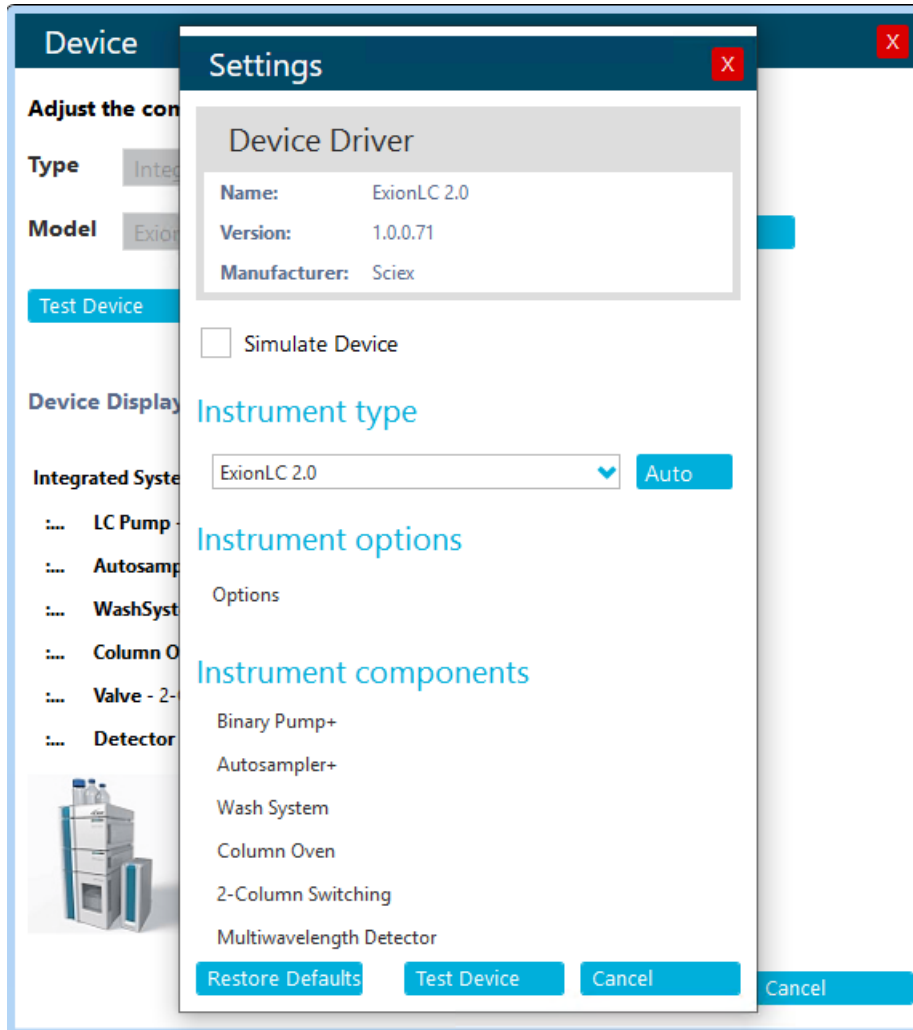 Device
X
Settings
X
Adjust the con
Device Driver
Type
Integ
Name: ExionLC 2.0
Model
Exion
Version: 1.0.0.71
Manufacturer: Sciex
Test Device
Simulate Device
Device Display
Instrument type
ExionLC 2.0
Auto
Integrated Syste
:... LC Pump -
Instrument options
:... Autosamp
Options
:... WashSyst
:... Column O
Instrument components
:... Valve - 2-
Binary Pump+
:... Detector
Autosampler+
Wash System
Column Oven
2-Column Switching
Multiwavelength Detector
Restore Defaults
Test Device
Cancel
Cancel